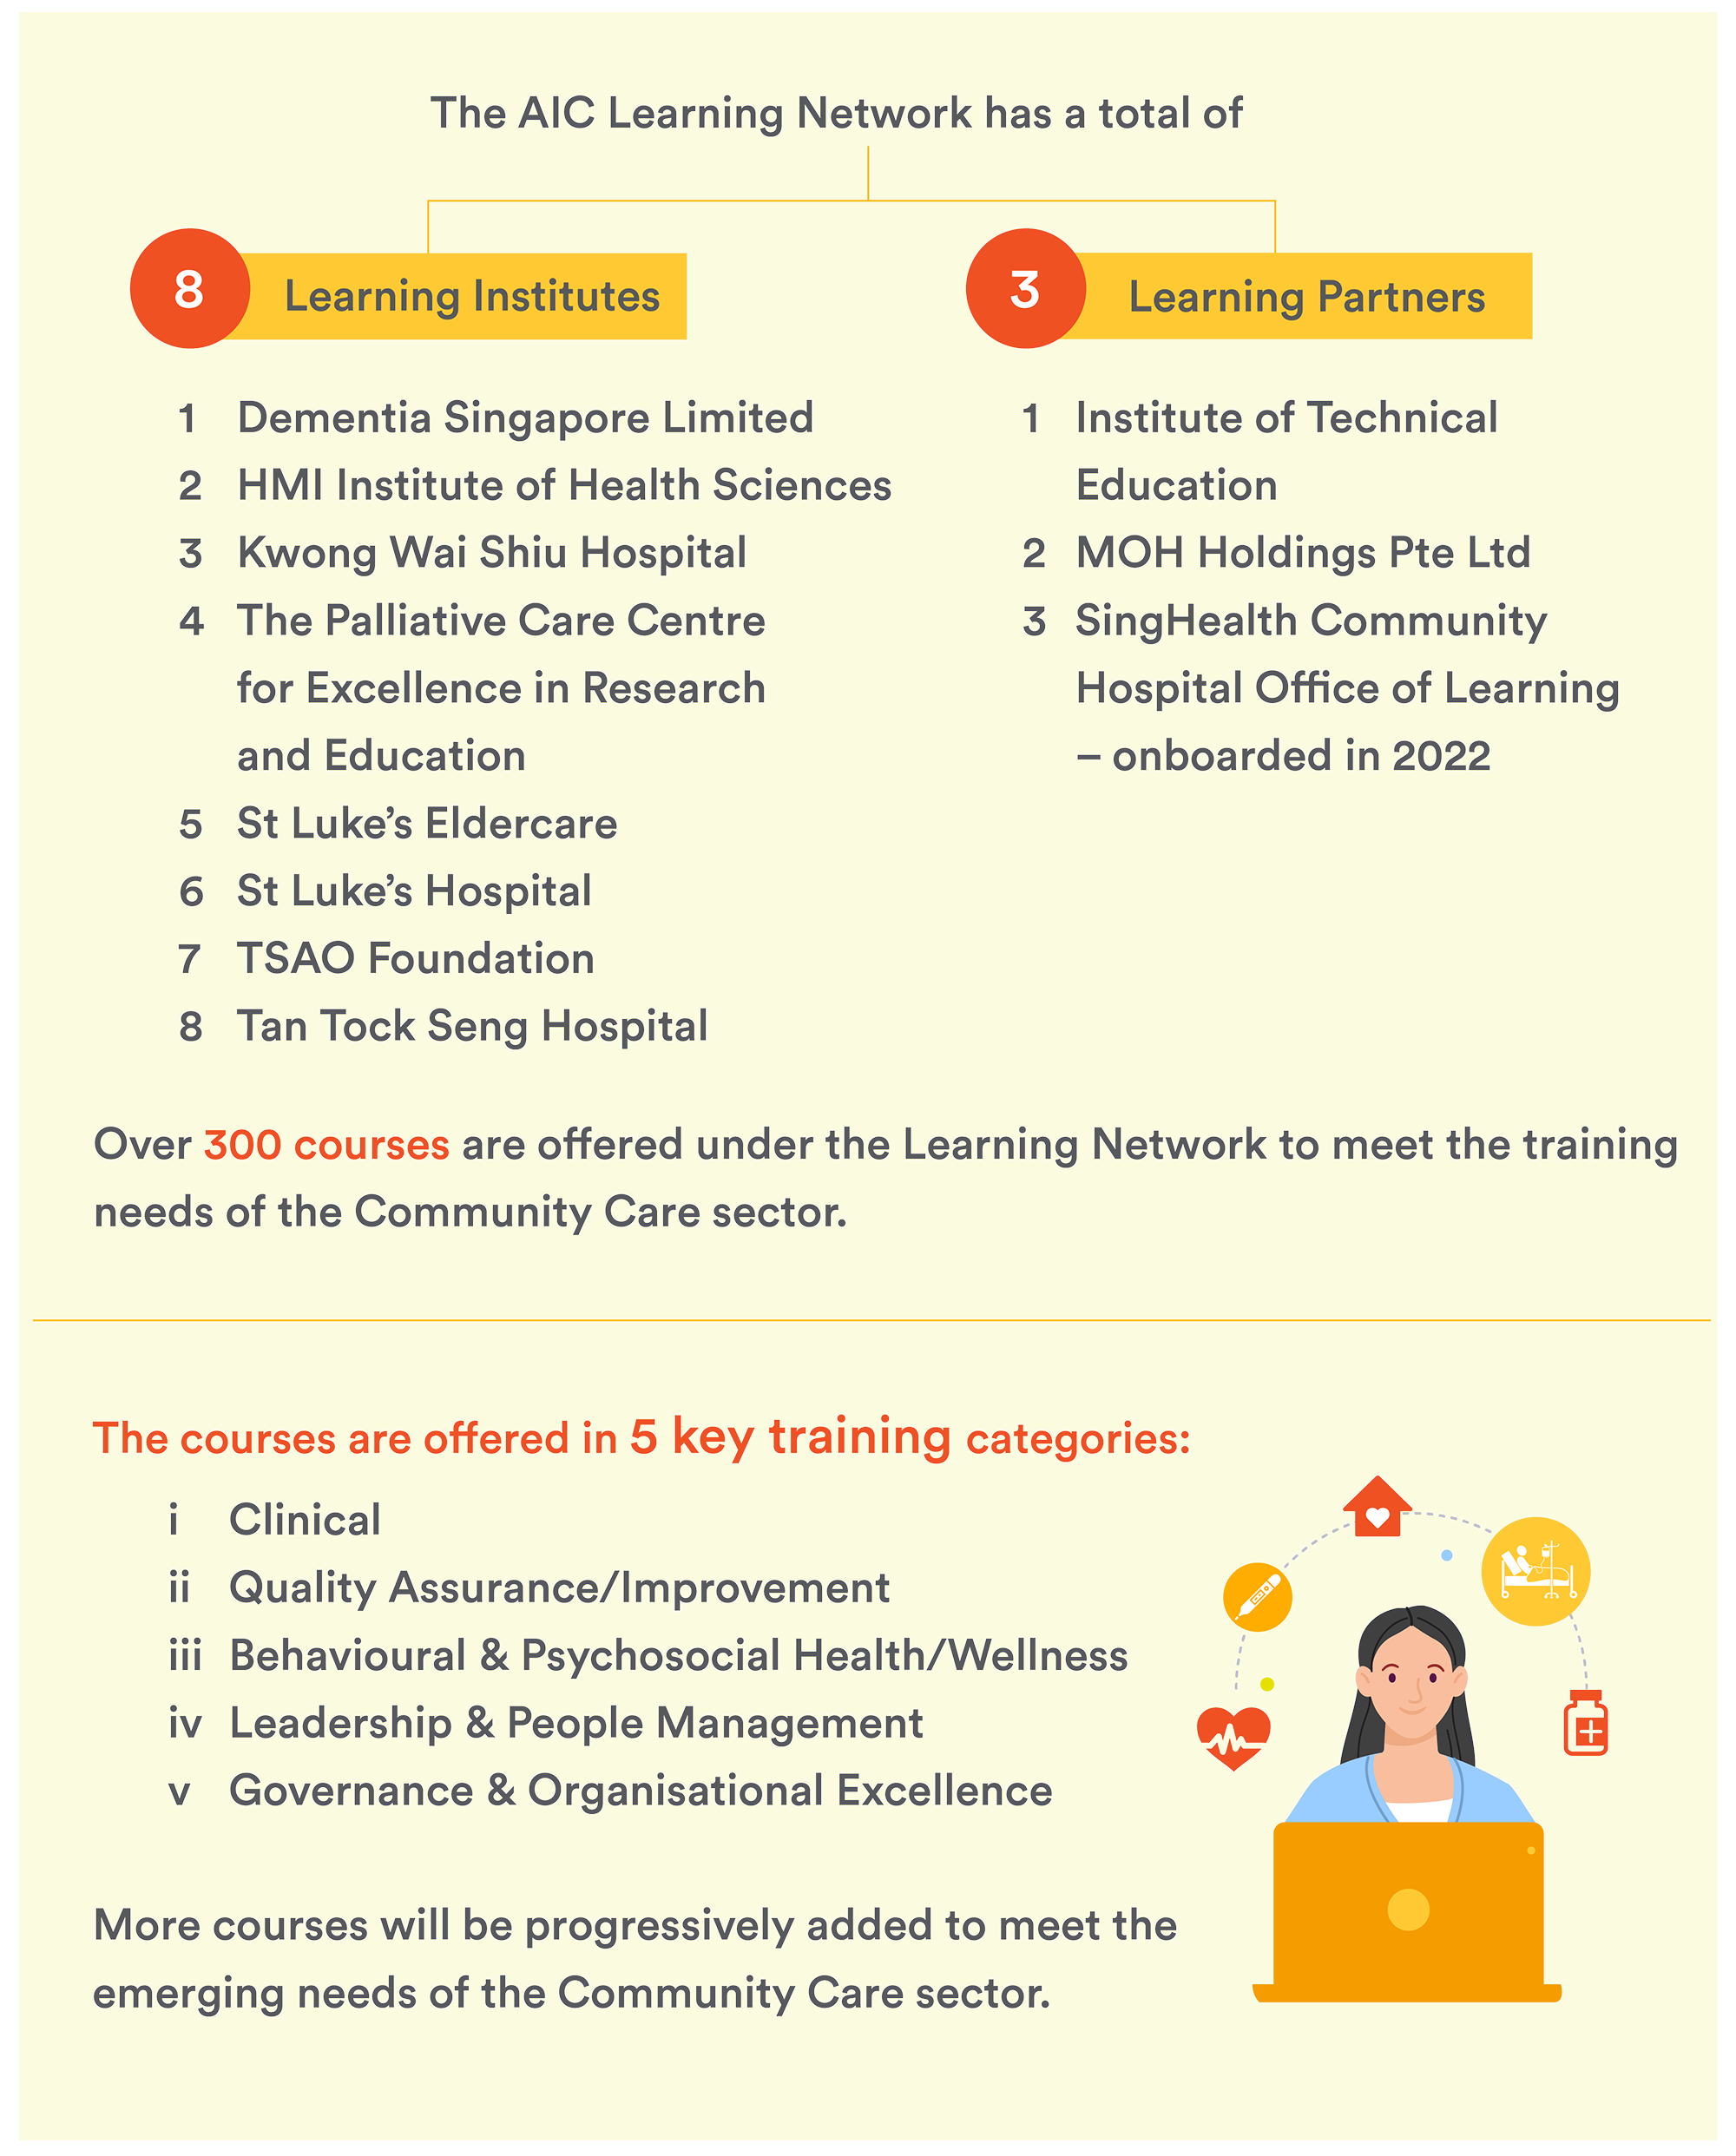 The AIC Learning Network has a total of
8 Learning Institutes
1 Dementia Singapore Limited
2 HMI Institute of Health Sciences
3 Kwong Wai Shiu Hospital
4 The Palliative Care Centre
for Excellence in Research
and Education
5 St Luke’s Eldercare
6 St Luke’s Hospital
7 TSAO Foundation
8 Tan Tock Seng Hospital
3 Learning Partners
1 Institute of Technical
Education
2 MOH Holdings Pte Ltd
3 SingHealth Community
Hospital Office of Learning
– onboarded in 2022
Over 300 courses are offered under the Learning Network to meet the training
needs of the Community Care sector.
The courses are offered in 5 key training categories:
i Clinical
ii Quality Assurance/Improvement
iii Behavioural & Psychosocial Health/Wellness
iv Leadership & People Management
v Governance & Organisational Excellence
More courses will be progressively added to meet the
emerging needs of the Community Care sector.